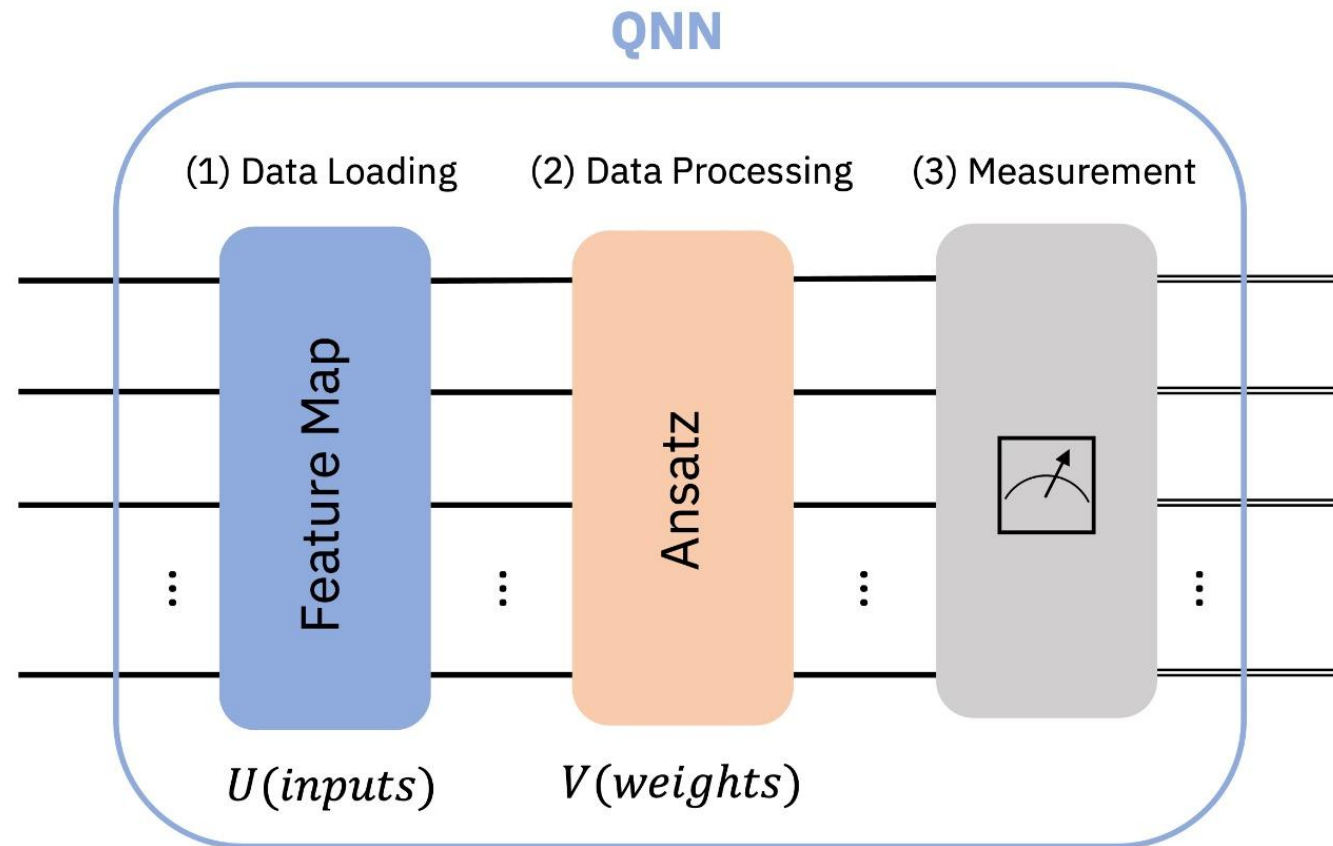 QNN
(1) Data Loading
(2) Data Processing
(3) Measurement
Feature Map
Ansatz
U(inputs)
V(weights)